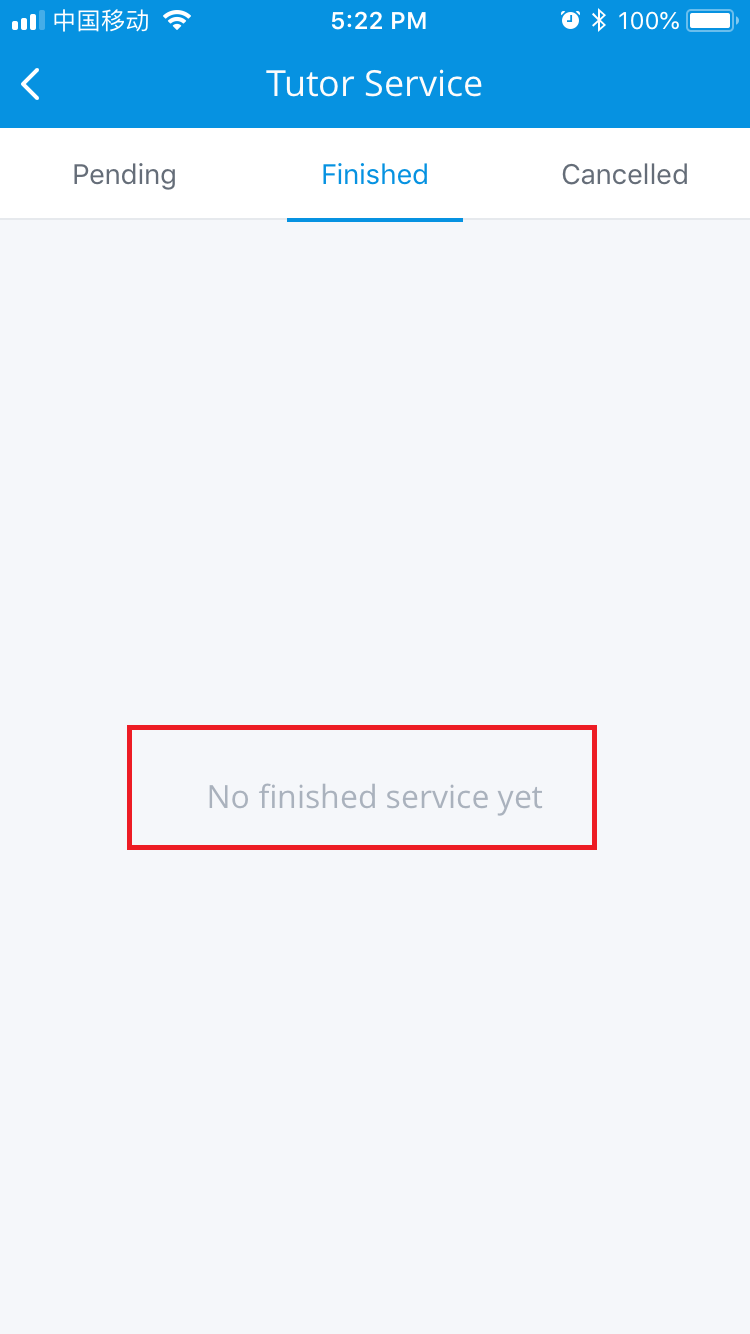 中国移动 5:22 PM 100%
Tutor Service
Pending Finished Cancelled
No finished service yet